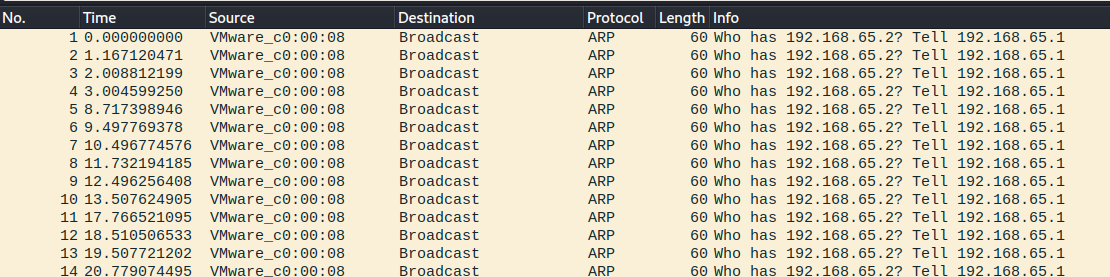 No. Time Source Destination Protocol Length Info
1 0.000000000 VMware_c0:00:08 Broadcast ARP 60 Who has 192.168.65.2? Tell 192.168.65.1
2 1.167120471 VMware_c0:00:08 Broadcast ARP 60 Who has 192.168.65.2? Tell 192.168.65.1
3 2.008812199 VMware_c0:00:08 Broadcast ARP 60 Who has 192.168.65.2? Tell 192.168.65.1
4 3.004599250 VMware_c0:00:08 Broadcast ARP 60 Who has 192.168.65.2? Tell 192.168.65.1
5 8.717398946 VMware_c0:00:08 Broadcast ARP 60 Who has 192.168.65.2? Tell 192.168.65.1
6 9.497769378 VMware_c0:00:08 Broadcast ARP 60 Who has 192.168.65.2? Tell 192.168.65.1
7 10.496774576 VMware_c0:00:08 Broadcast ARP 60 Who has 192.168.65.2? Tell 192.168.65.1
8 11.732194185 VMware_c0:00:08 Broadcast ARP 60 Who has 192.168.65.2? Tell 192.168.65.1
9 12.496256408 VMware_c0:00:08 Broadcast ARP 60 Who has 192.168.65.2? Tell 192.168.65.1
10 13.507624905 VMware_c0:00:08 Broadcast ARP 60 Who has 192.168.65.2? Tell 192.168.65.1
11 17.766521095 VMware_c0:00:08 Broadcast ARP 60 Who has 192.168.65.2? Tell 192.168.65.1
12 18.510506533 VMware_c0:00:08 Broadcast ARP 60 Who has 192.168.65.2? Tell 192.168.65.1
13 19.507721202 VMware_c0:00:08 Broadcast ARP 60 Who has 192.168.65.2? Tell 192.168.65.1
14 20.779074495 VMware_c0:00:08 Broadcast ARP 60 Who has 192.168.65.2? Tell 192.168.65.1